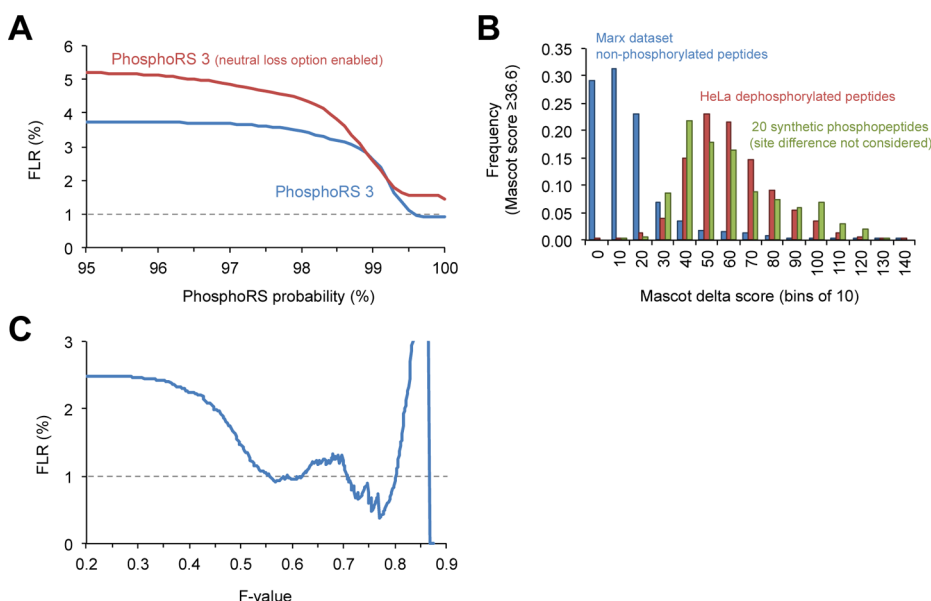 A
6
5
4
3
2
1
0
FLR (%)
PhosphoRS 3 (neutral loss option enabled)
PhosphoRS 3
95
96
97
98
99
100
PhosphoRS probability (%)
B
Marx dataset
non-phosphorylated peptides
HeLa dephosphorylated peptides
20 synthetic phosphopeptides
(site difference not considered)
0.35
0.30
0.25
0.20
0.15
0.10
0.05
0.00
Frequency
(Mascot score ≥36.6)
0
10
20
30
40
50
60
70
80
90
100
110
120
130
140
Mascot delta score (bins of 10)
C
3
2
1
0
FLR (%)
0.2
0.3
0.4
0.5
0.6
0.7
0.8
0.9
F-value